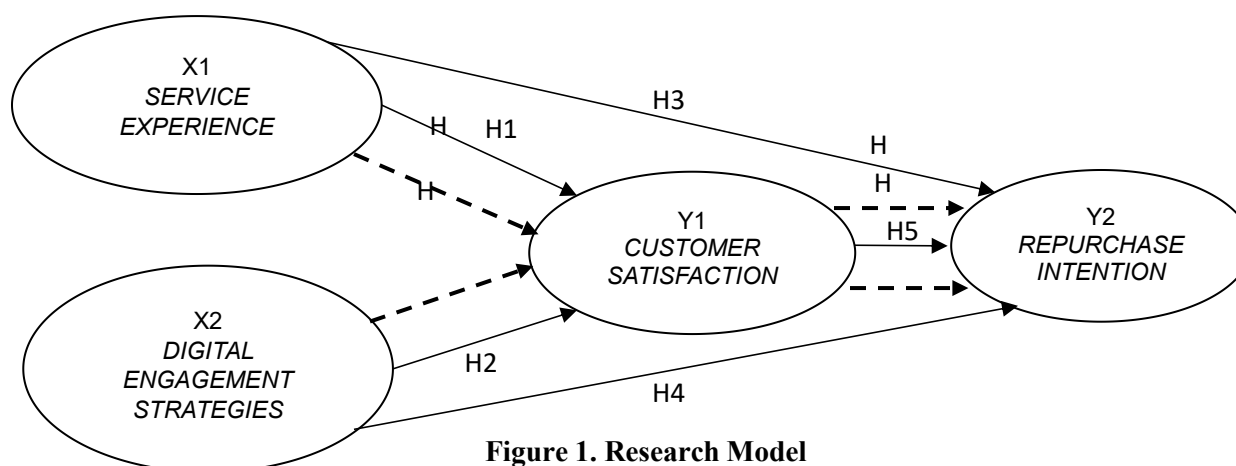 X1
SERVICE
EXPERIENCE
H3
H
H1
H
H
H
Y1
CUSTOMER
SATISFACTION
H5
Y2
REPURCHASE
INTENTION
X2
DIGITAL
ENGAGEMENT
STRATEGIES
H2
H4
Figure 1. Research Model